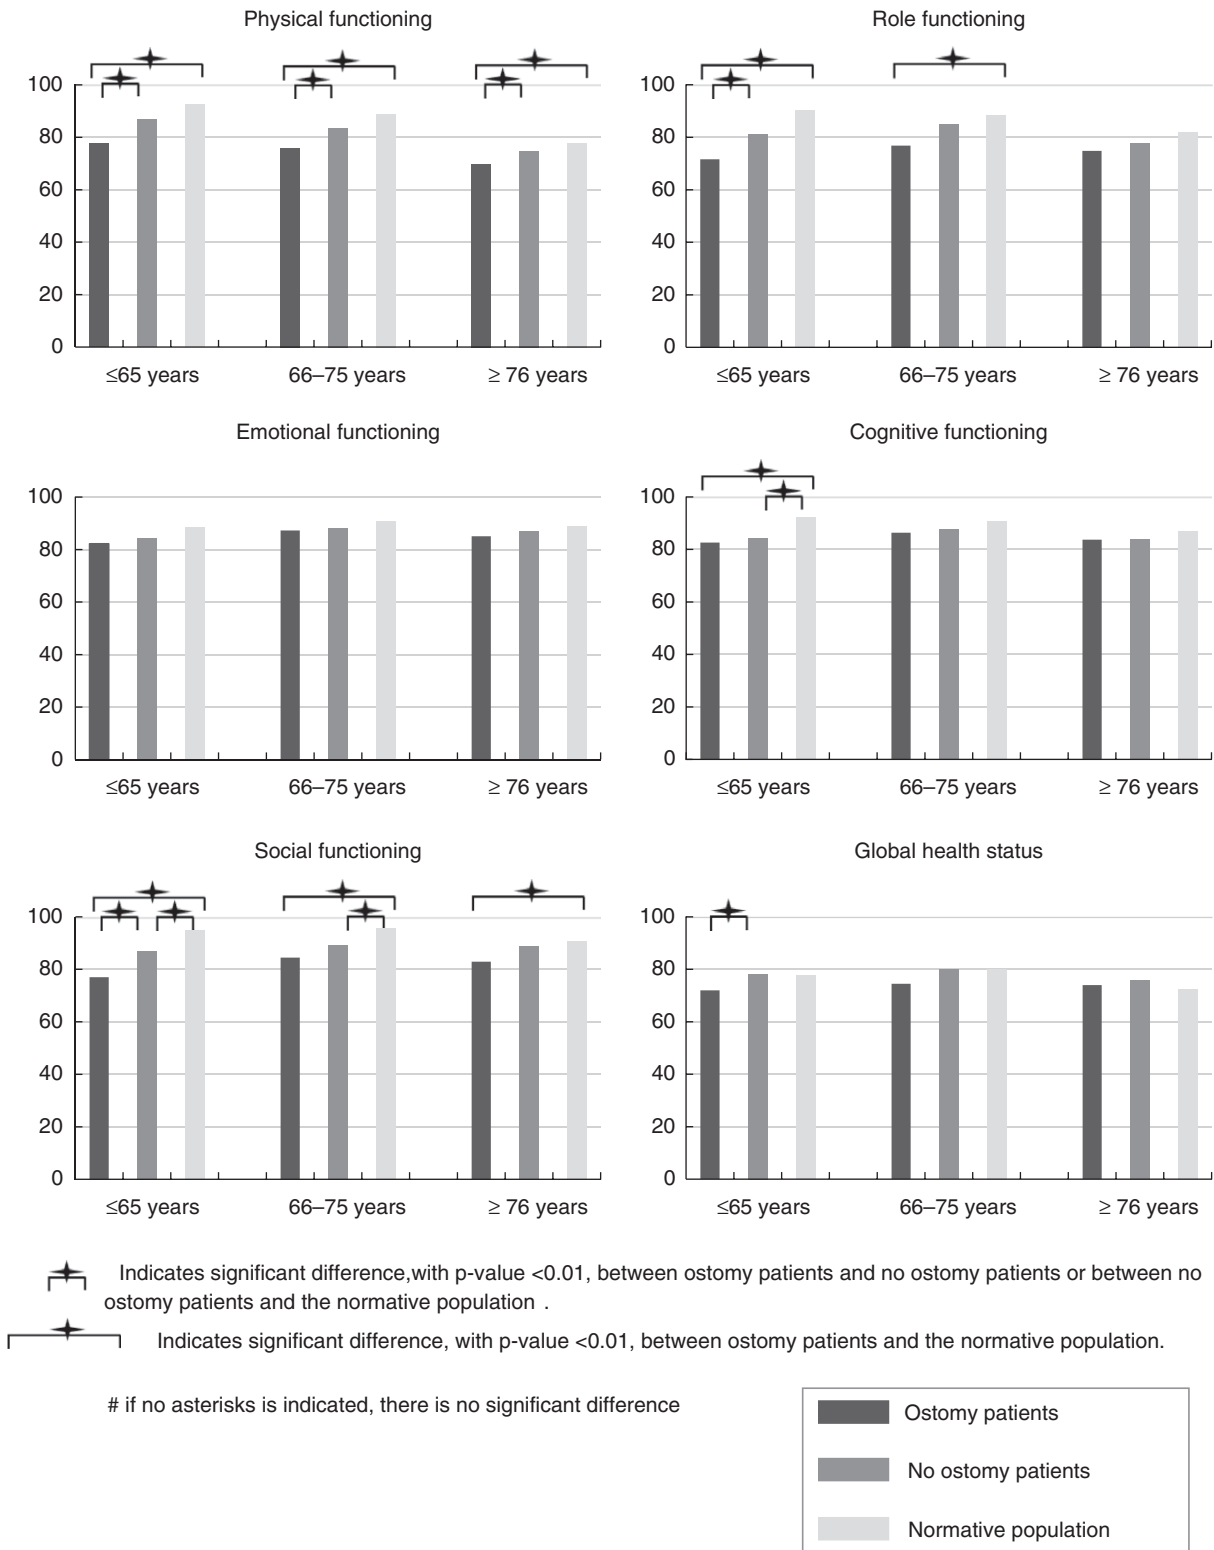 Physical functioning
Role functioning
100
80
60
40
20
0
≤65 years
66–75 years
≥ 76 years
100
80
60
40
20
0
≤65 years
66–75 years
≥ 76 years
Emotional functioning
Cognitive functioning
100
80
60
40
20
0
≤65 years
66–75 years
≥ 76 years
100
80
60
40
20
0
≤65 years
66–75 years
≥ 76 years
Social functioning
Global health status
100
80
60
40
20
0
≤65 years
66–75 years
≥ 76 years
100
80
60
40
20
0
≤65 years
66–75 years
≥ 76 years
Indicates significant difference,with p-value <0.01, between ostomy patients and no ostomy patients or between no
ostomy patients and the normative population .
Indicates significant difference, with p-value <0.01, between ostomy patients and the normative population.
# if no asterisks is indicated, there is no significant difference
Ostomy patients
No ostomy patients
Normative population